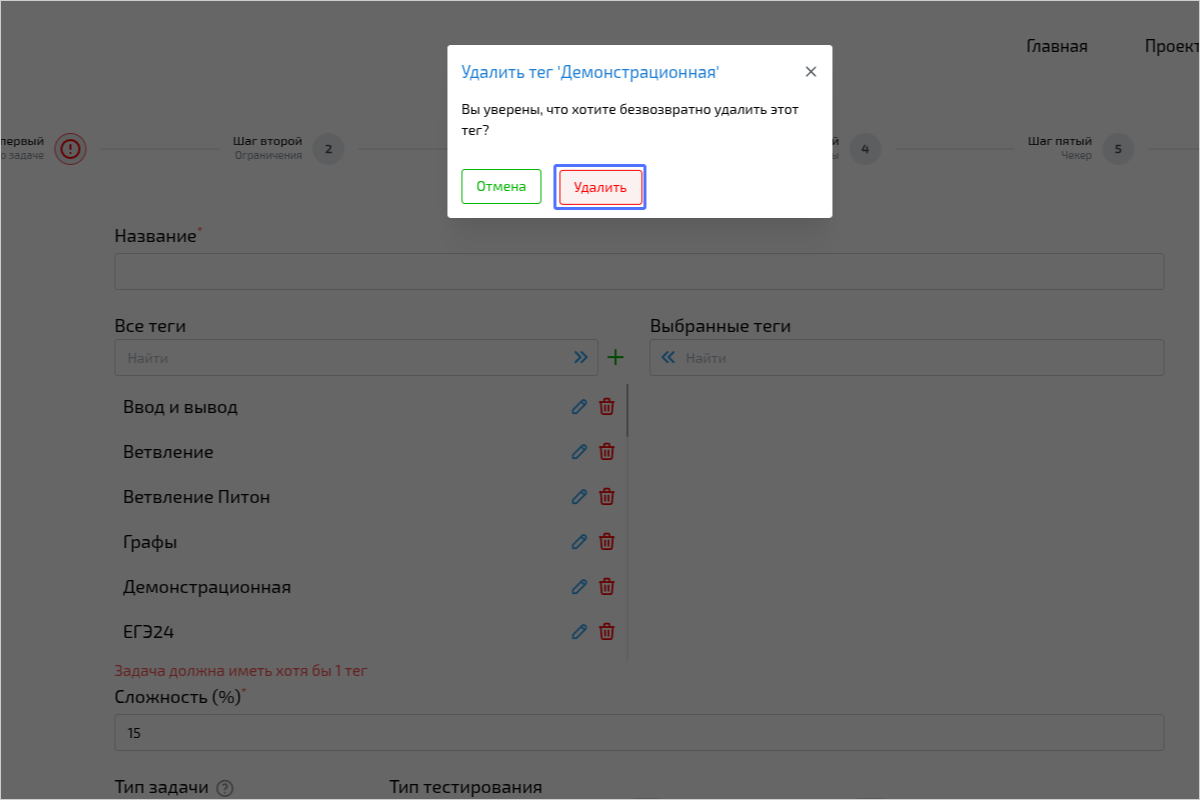 Главная
Проект
Удалить тег 'Демонстрационная'
Вы уверены, что хотите безвозвратно удалить этот
тег?
Отмена
Удалить
первый
о задаче
Шаг второй
Ограничения
2
й
ы
4
Шаг пятый
Чекер
5
Название*
Все теги
Выбранные теги
Найти
Найти
Ввод и вывод
Ветвление
Ветвление Питон
Графы
Демонстрационная
ЕГЭ24
Задача должна иметь хотя бы 1 тег
Сложность (%)*
15
Тип задачи ?
Тип тестирования